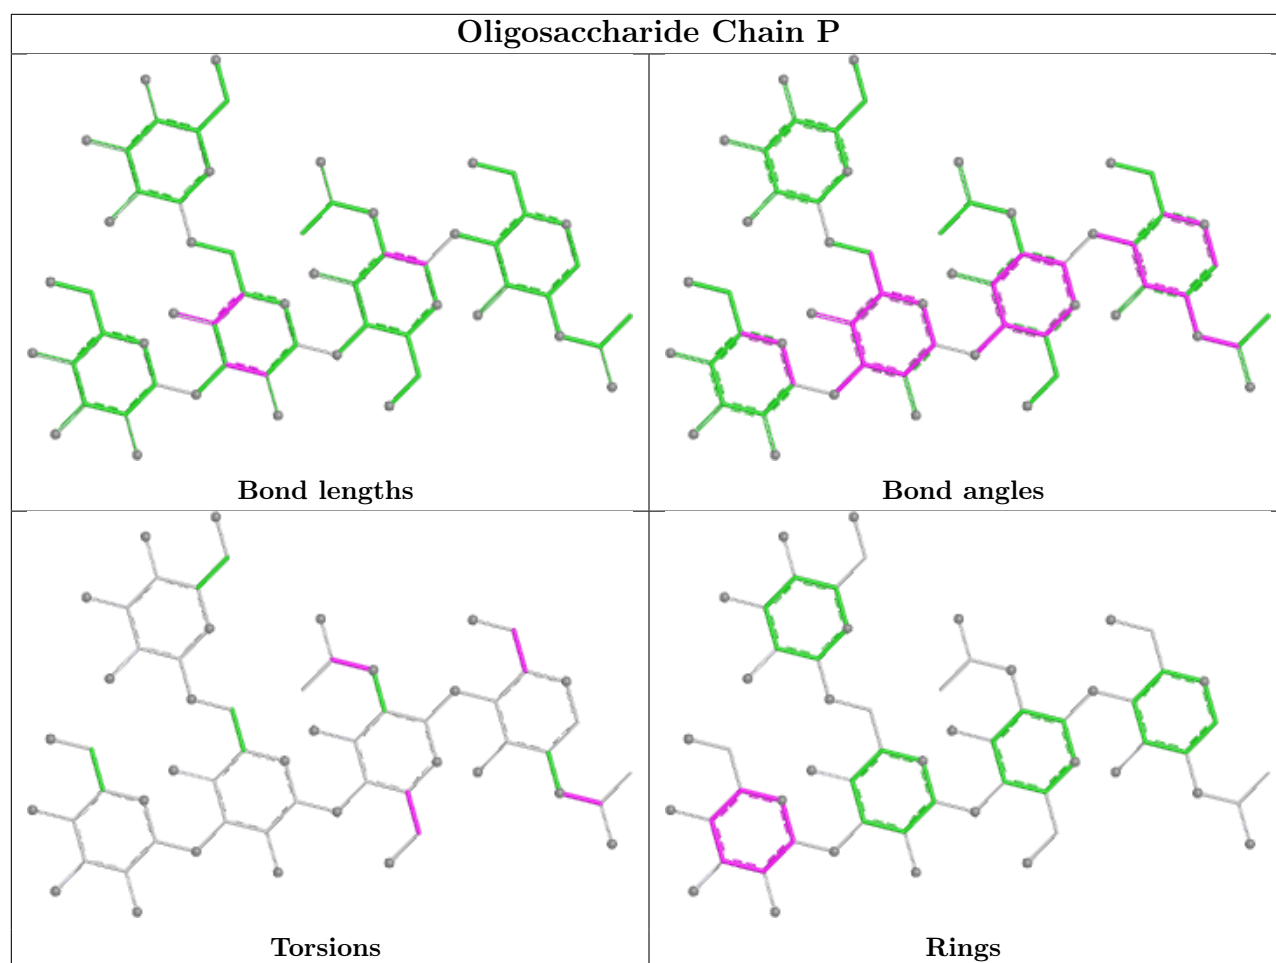 Oligosaccharide Chain P
Bond lengths
Bond angles
Torsions
Rings